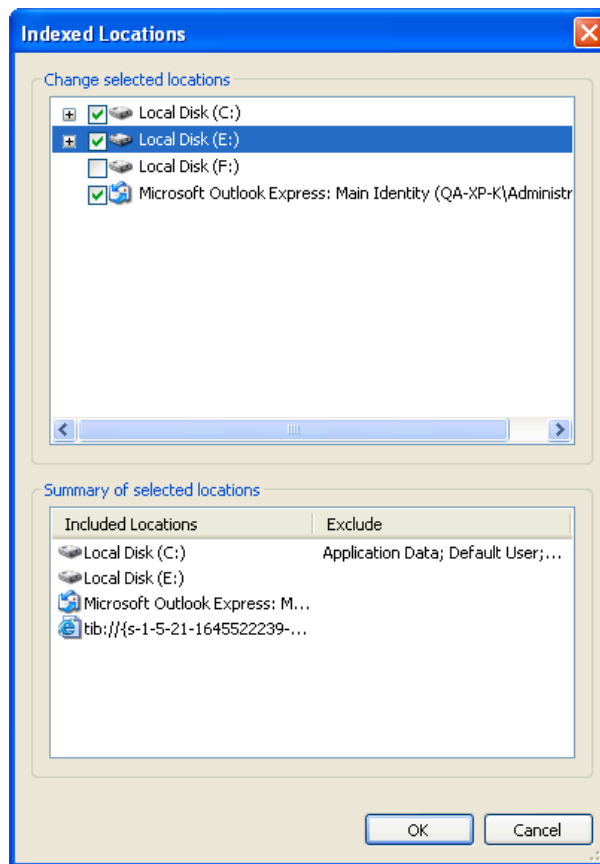 Indexed Locations
Change selected locations
Local Disk (C:)
Local Disk (E:)
Local Disk (F:)
Microsoft Outlook Express: Main Identity (QA-XP-K\Administr
Summary of selected locations
Included Locations Exclude
Local Disk (C:) Application Data; Default User;...
Local Disk (E:)
Microsoft Outlook Express: M...
tib://{s-1-5-21-1645522239-...
OK Cancel